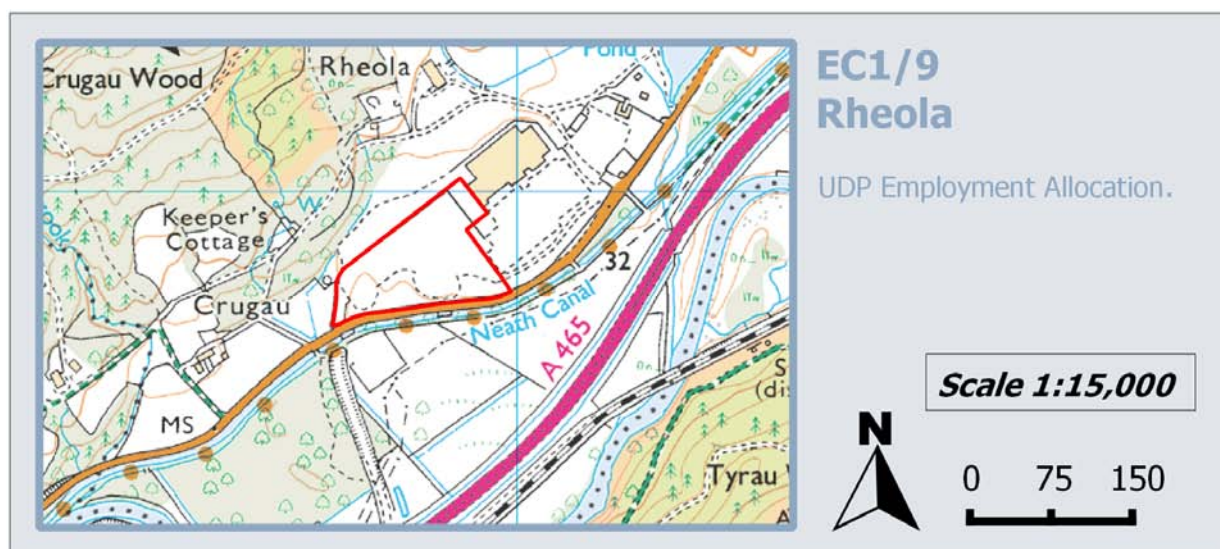 EC1/9
Rheola
UDP Employment Allocation.
Pond
Crugau Wood
Rheola
W
Keeper's
Cottage
Crugau
32
Neath Canal
A 465
MS
Tyrau
Scale 1:15,000
N
0 75 150